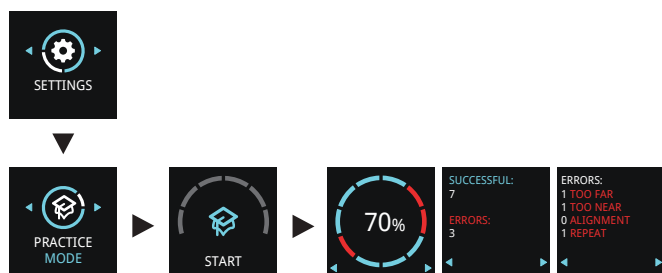 SETTINGS
PRACTICE
MODE
START
70%
SUCCESSFUL:
7
ERRORS:
3
ERRORS:
1 TOO FAR
1 TOO NEAR
0 ALIGNMENT
1 REPEAT